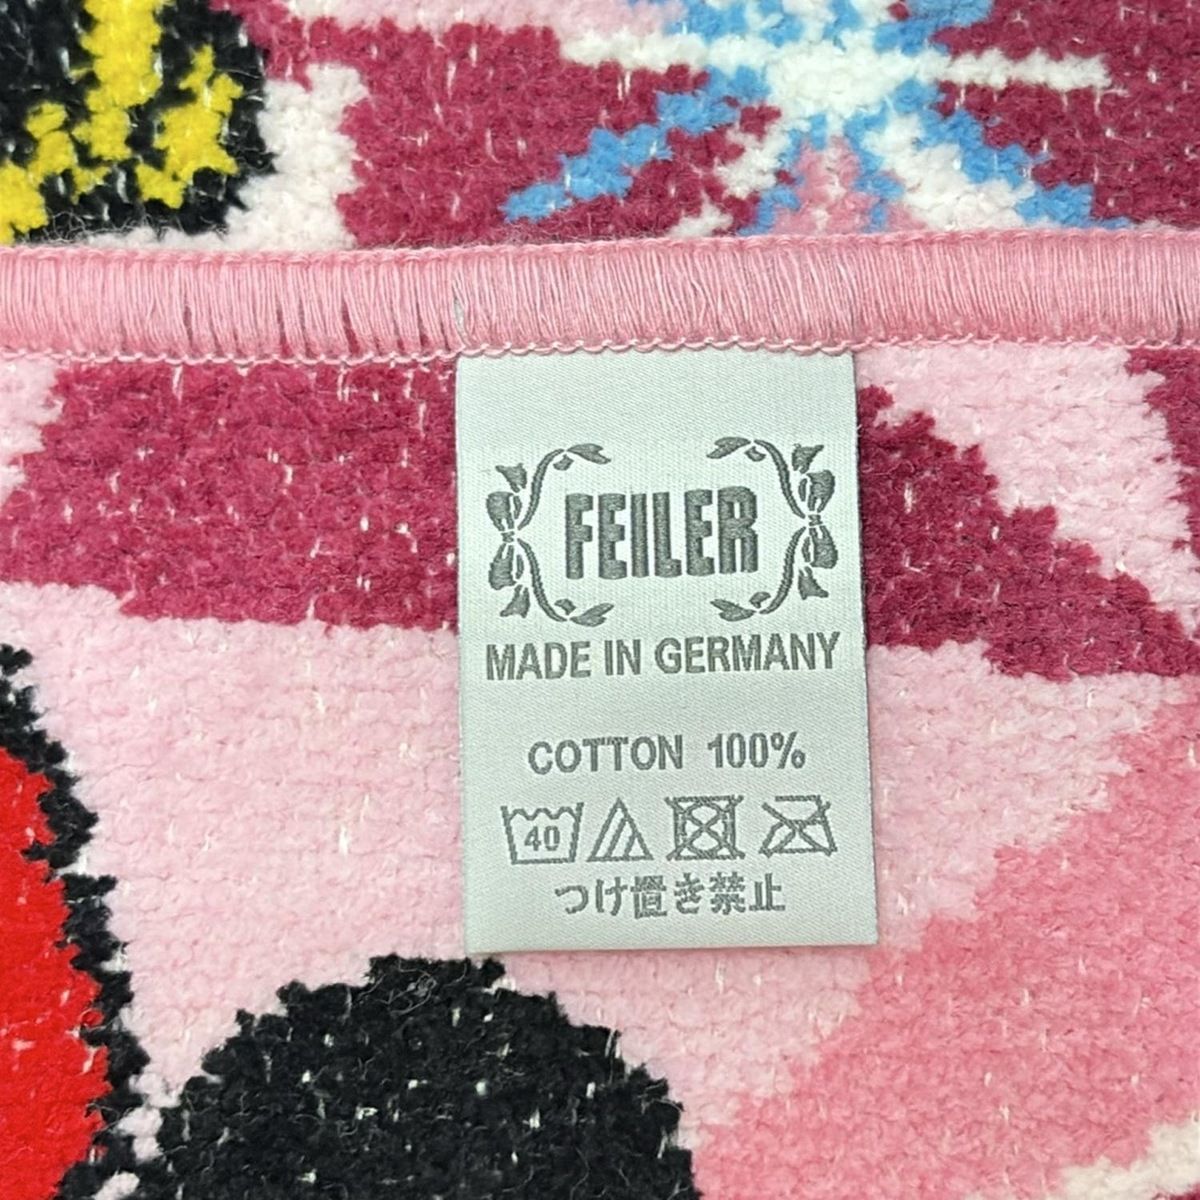 FEILER
MADE IN GERMANY
COTTON 100%
40
つけ置き禁止